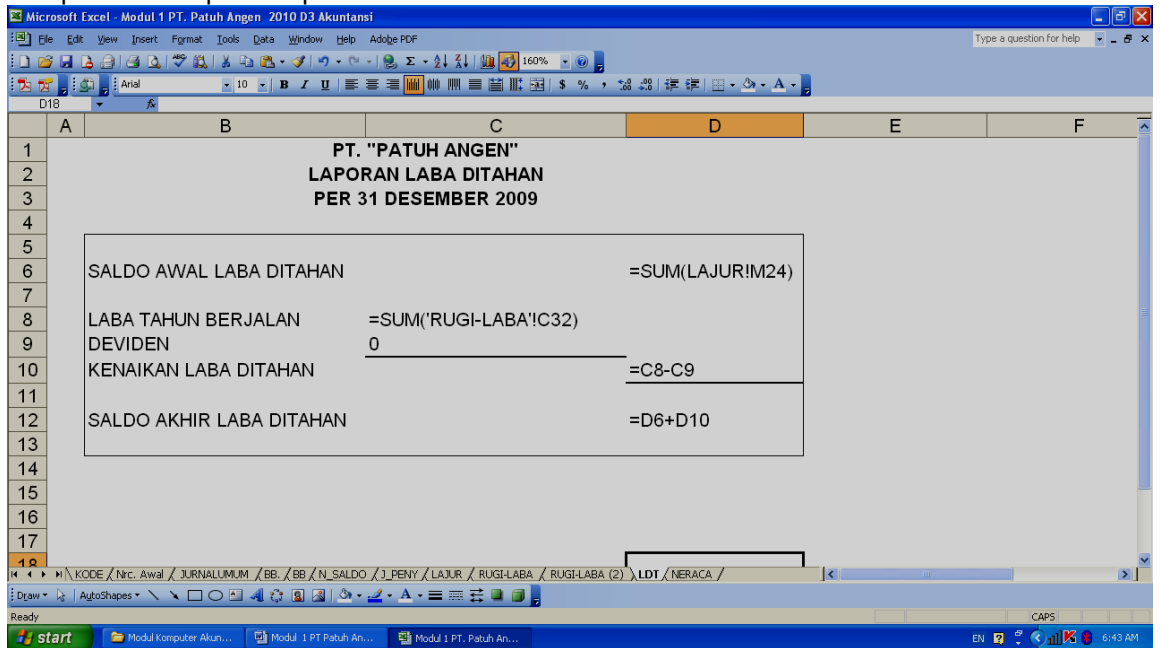 Microsoft Excel - Modul 1 PT. Patuh Angen 2010 D3 Akuntansi
File Edit View Insert Format Tools Data Window Help Adobe PDF Type a question for help
160%
Arial 10 B I U $ % ,
D18 fx
A B C D E F
1 PT. "PATUH ANGEN"
2 LAPORAN LABA DITAHAN
3 PER 31 DESEMBER 2009
4
5
6 SALDO AWAL LABA DITAHAN =SUM(LAJUR!M24)
7
8 LABA TAHUN BERJALAN =SUM('RUGI-LABA'!C32)
9 DEVIDEN 0
10 KENAIKAN LABA DITAHAN =C8-C9
11
12 SALDO AKHIR LABA DITAHAN =D6+D10
13
14
15
16
17
18
KODE / Nrc. Awal / JURNALUMUM / BB. / BB / N_SALDO / J_PENY / LAJUR / RUGI-LABA / RUGI-LABA (2) \ LDT / NERACA /
Draw AutoShapes
Ready CAPS
start Modul Komputer Akun... Modul 1 PT Patuh An... Modul 1 PT. Patuh An... EN 6:43 AM